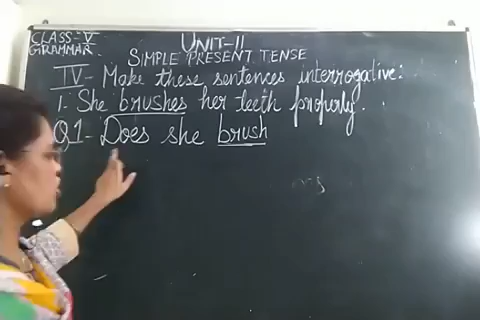 CLASS-V
GRAMMAR
UNIT-II
SIMPLE PRESENT TENSE
IV- Make these sentences interrogative:
1- She brushes her teeth properly.
Q1- Does she brush